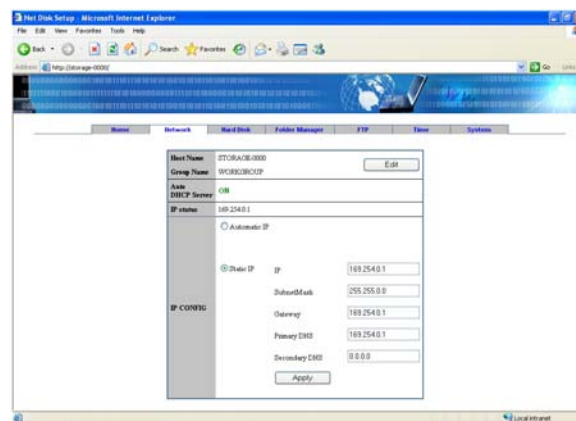 Net Disk Setup - Microsoft Internet Explorer
File Edit View Favorites Tools Help
Back Search Favorites
Address http://storage-0000/ Go Links
Home Network Hard Disk Folder Manager FTP Time System
Host Name STORAGE-0000
Edit
Group Name WORKGROUP
Auto DHCP Server ON
IP status 169.254.0.1
Automatic IP
IP CONFIG
Static IP IP 169.254.0.1
SubnetMask 255.255.0.0
Gateway 169.254.0.1
Primary DNS 169.254.0.1
Secondary DNS 0.0.0.0
Apply
Local intranet